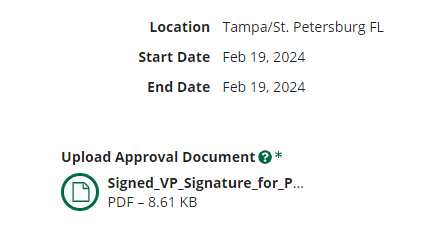 Location Tampa/St. Petersburg FL
Start Date Feb 19, 2024
End Date Feb 19, 2024
Upload Approval Document ? *
Signed_VP_Signature_for_P...
PDF – 8.61 KB